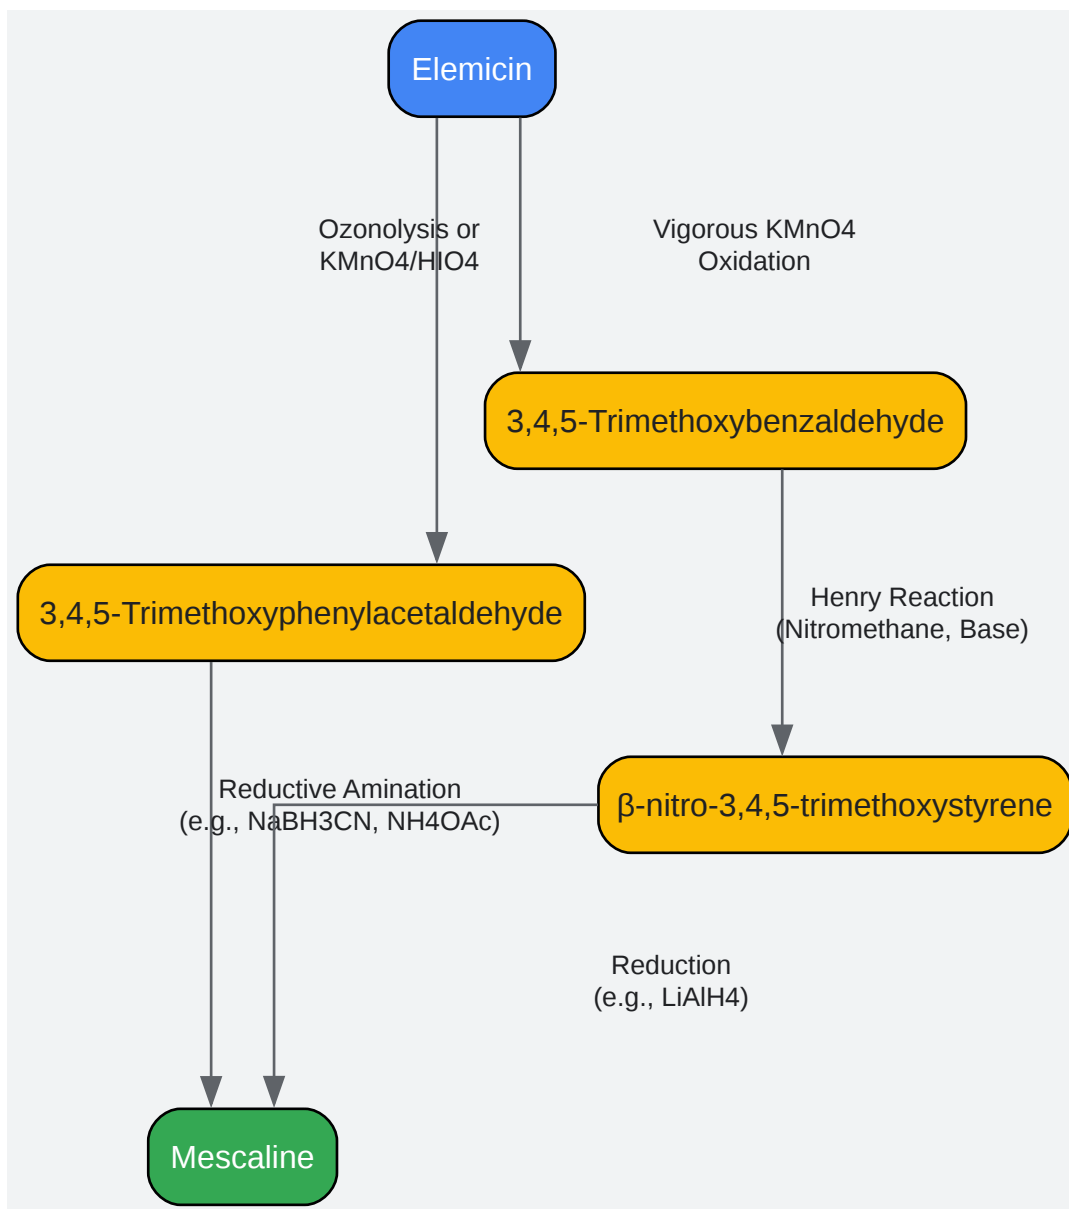 Elemicin
Ozonolysis or
KMnO4/HIO4
Vigorous KMnO4
Oxidation
3,4,5-Trimethoxybenzaldehyde
3,4,5-Trimethoxyphenylacetaldehyde
Henry Reaction
(Nitromethane, Base)
Reductive Amination
(e.g., NaBH3CN, NH4OAc)
β-nitro-3,4,5-trimethoxystyrene
Reduction
(e.g., LiAlH4)
Mescaline